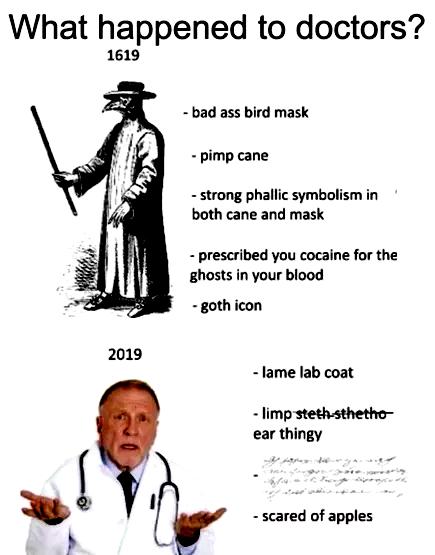 What happened to doctors?
1619
- bad ass bird mask
- pimp cane
- strong phallic symbolism in
both cane and mask
- prescribed you cocaine for the
ghosts in your blood
- goth icon
2019
- lame lab coat
- limp steth-sthetho-
ear thingy
-
- scared of apples